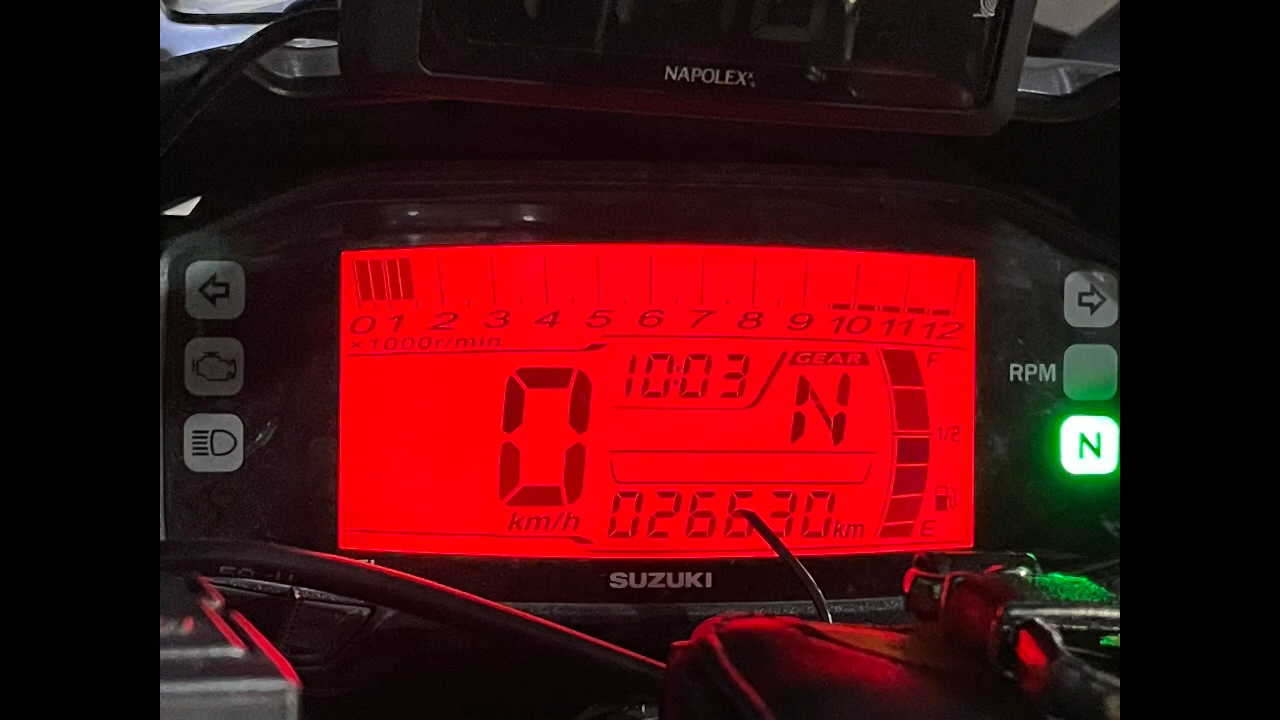 NAPOLEX
0 1 2 3 4 5 6 7 8 9 10 11 12
×1000r/min
10:03
GEAR
N
F
1/2
E
0
km/h
026630 km
RPM
N
SUZUKI